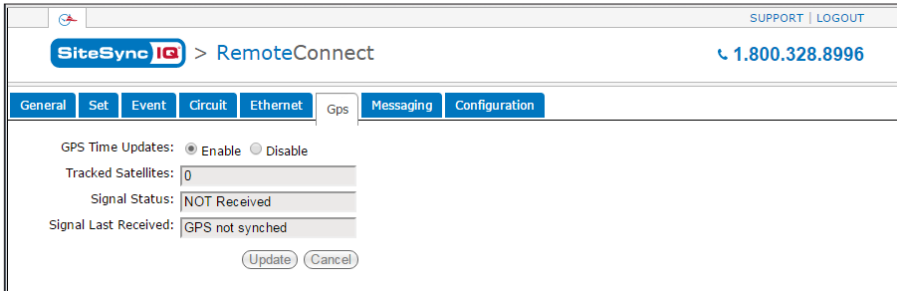 SUPPORT | LOGOUT
SiteSync IQ > RemoteConnect
1.800.328.8996
General Set Event Circuit Ethernet Gps Messaging Configuration
GPS Time Updates: Enable Disable
Tracked Satellites: 0
Signal Status: NOT Received
Signal Last Received: GPS not synched
Update Cancel